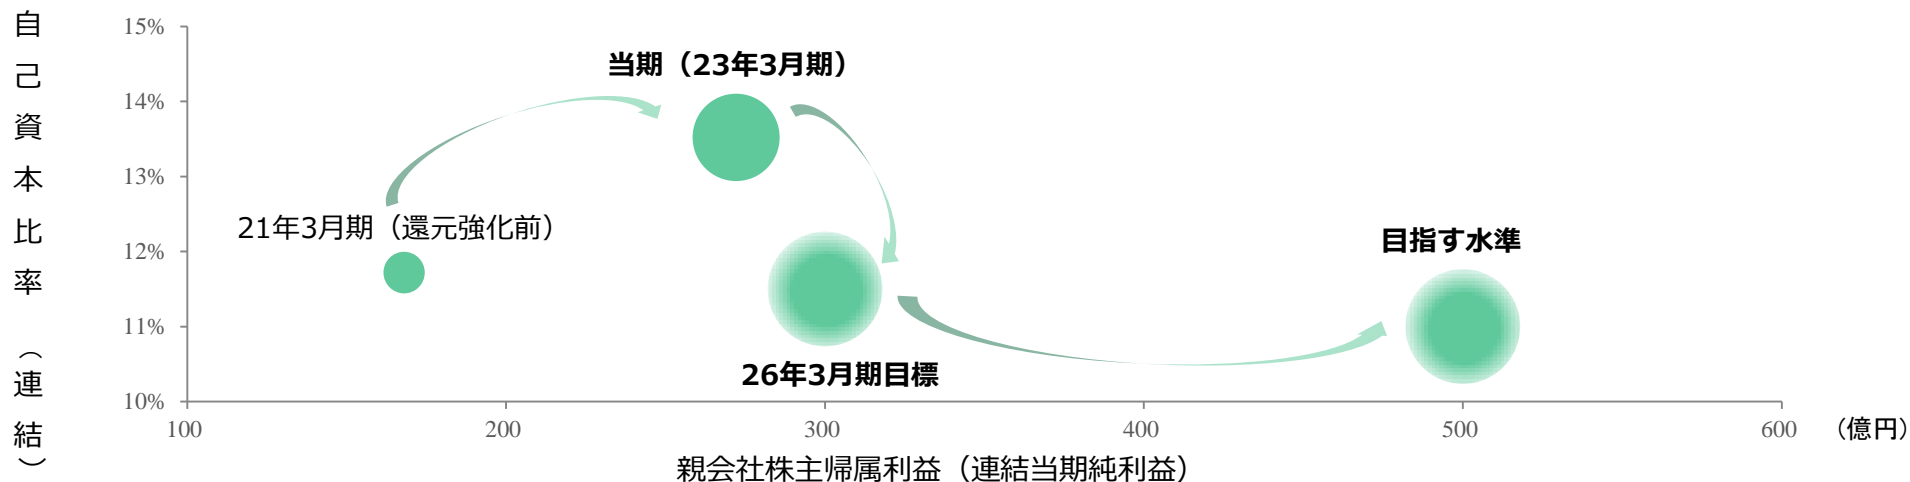 自己資本比率（連結）
15%
14%
13%
12%
11%
10%
当期（23年3月期）
21年3月期（還元強化前）
目指す水準
26年3月期目標
100 200 300 400 500 600 （億円）
親会社株主帰属利益（連結当期純利益）